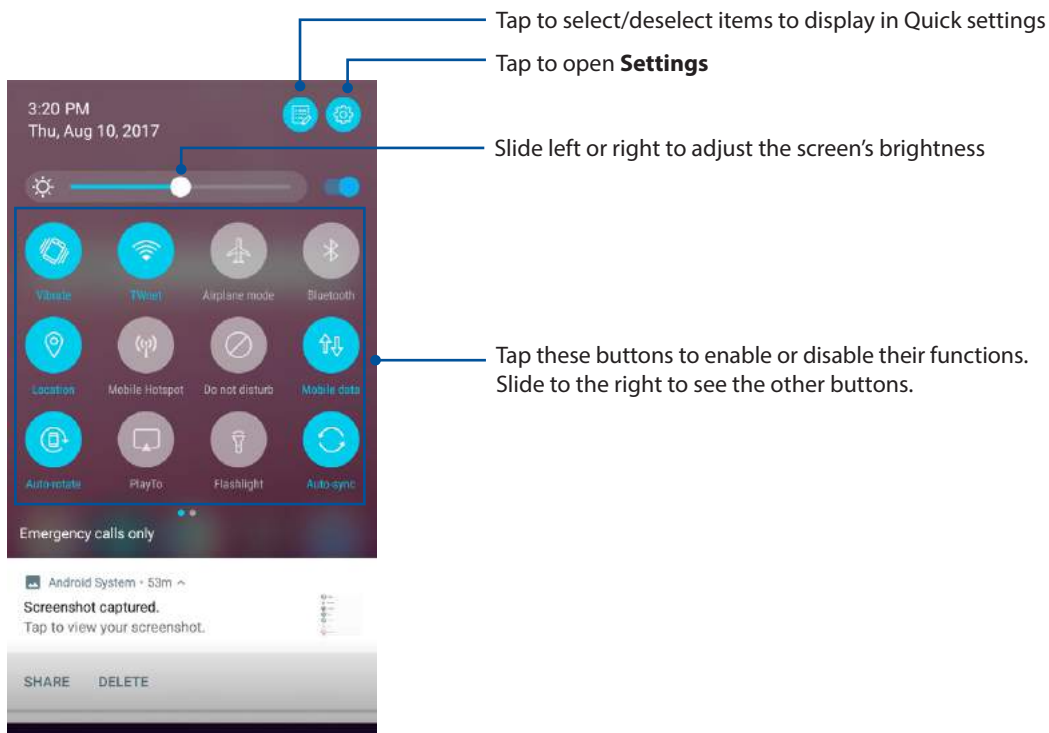 Tap to select/deselect items to display in Quick settings
Tap to open Settings
3:20 PM
Thu, Aug 10, 2017
Slide left or right to adjust the screen's brightness
Vibrate
TWnet
Airplane mode
Bluetooth
Location
Mobile Hotspot
Do not disturb
Mobile data
Tap these buttons to enable or disable their functions.
Slide to the right to see the other buttons.
Auto-rotate
PlayTo
Flashlight
Auto-sync
Emergency calls only
Android System • 53m
Screenshot captured.
Tap to view your screenshot.
SHARE DELETE